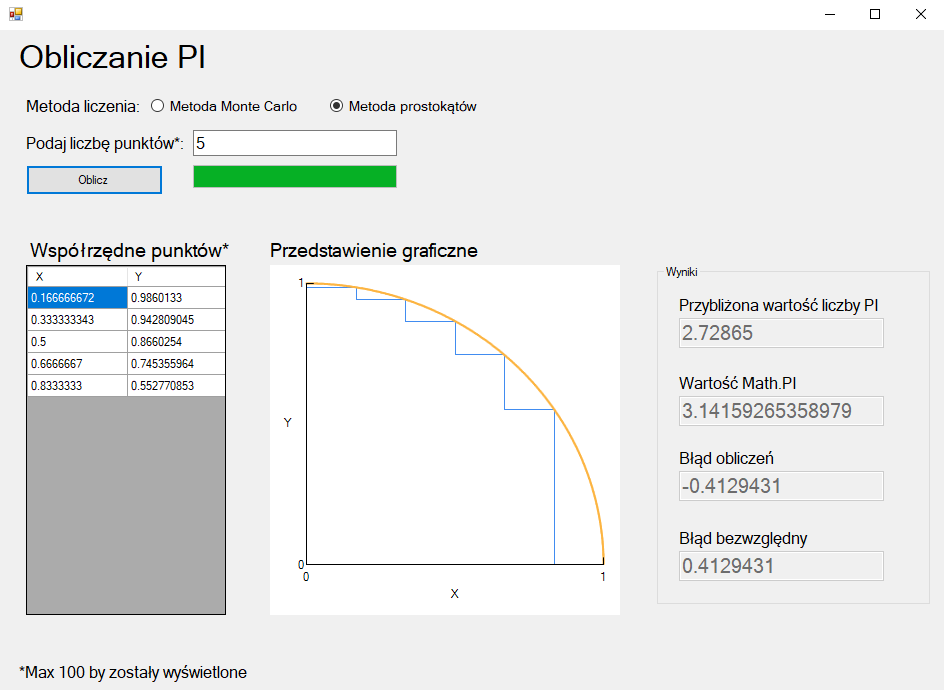 Obliczanie PI
Metoda liczenia: Metoda Monte Carlo Metoda prostokątów
Podaj liczbę punktów*: 5
Oblicz
Współrzędne punktów*
X Y
0.166666672 0.9860133
0.333333343 0.942809045
0.5 0.8660254
0.6666667 0.745355964
0.8333333 0.552770853
Przedstawienie graficzne
1
Y
0
0 1
X
Wyniki
Przybliżona wartość liczby PI
2.72865
Wartość Math.PI
3.14159265358979
Błąd obliczeń
-0.4129431
Błąd bezwzględny
0.4129431
*Max 100 by zostały wyświetlone